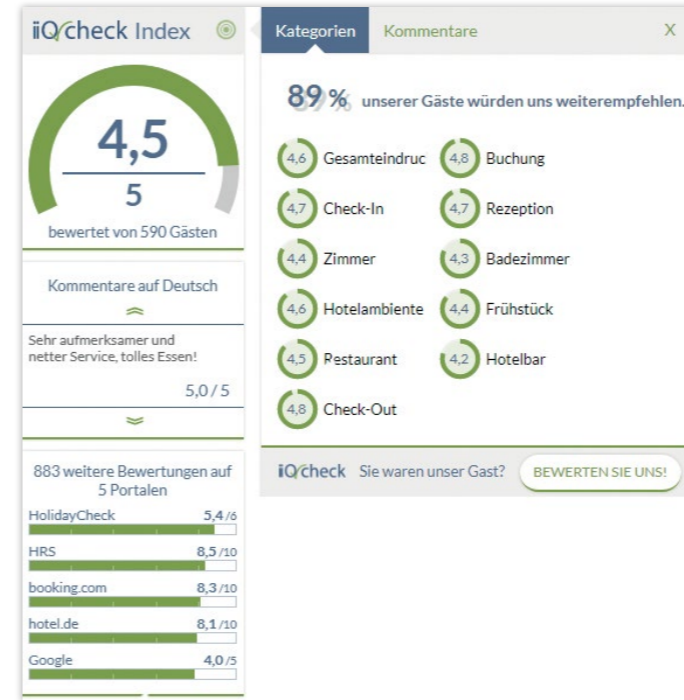 iiQ/check Index
4,5
5
bewertet von 590 Gästen
Kommentare auf Deutsch
Sehr aufmerksamer und
netter Service, tolles Essen!
5,0 / 5
883 weitere Bewertungen auf
5 Portalen
HolidayCheck 5,4 /6
HRS 8,5 /10
booking.com 8,3 /10
hotel.de 8,1 /10
Google 4,0 /5
Kategorien Kommentare X
89 % unserer Gäste würden uns weiterempfehlen.
4,6 Gesamteindruc 4,8 Buchung
4,7 Check-In 4,7 Rezeption
4,4 Zimmer 4,3 Badezimmer
4,6 Hotelambiente 4,4 Frühstück
4,5 Restaurant 4,2 Hotelbar
4,8 Check-Out
iiQ/check Sie waren unser Gast? BEWERTEN SIE UNS!